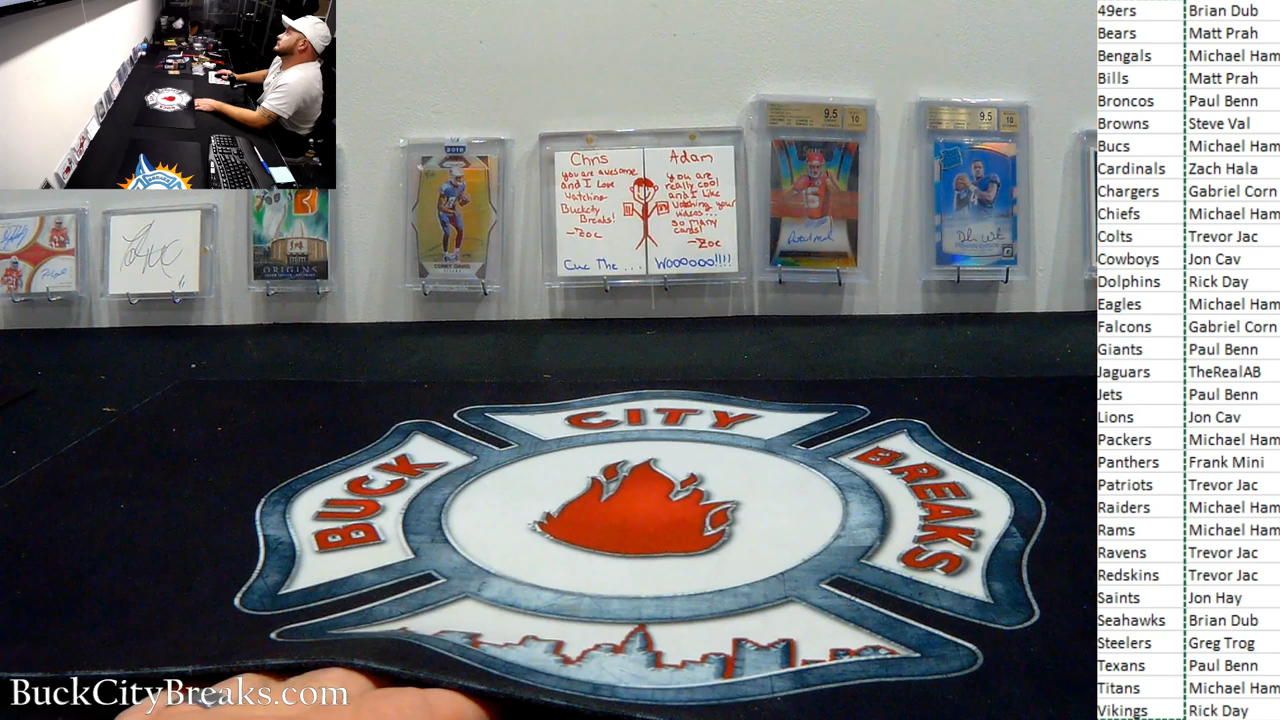 49ers Brian Dub
Bears Matt Prah
Bengals Michael Ham
Bills Matt Prah
Broncos Paul Benn
Browns Steve Val
Bucs Michael Ham
Cardinals Zach Hala
Chargers Gabriel Corn
Chiefs Michael Ham
Colts Trevor Jac
Cowboys Jon Cav
Dolphins Rick Day
Eagles Michael Ham
Falcons Gabriel Corn
Giants Paul Benn
Jaguars TheRealAB
Jets Paul Benn
Lions Jon Cav
Packers Michael Ham
Panthers Frank Mini
Patriots Trevor Jac
Raiders Michael Ham
Rams Michael Ham
Ravens Trevor Jac
Redskins Trevor Jac
Saints Jon Hay
Seahawks Brian Dub
Steelers Greg Trog
Texans Paul Benn
Titans Michael Ham
Vikings Rick Day
2018
COREY DAVIS
ORIGINS
Chris
you are awesome
and I Love
Watching
Buckcity
Breaks!
-Zoc
Cue The ...
Adam
you are
really cool
and I like
Watching your
videos...
so many
cards!
-Zoc
Wooooo!!!!
9.5
10
9.5
10
BUCK
CITY
BREAKS
BuckCityBreaks.com